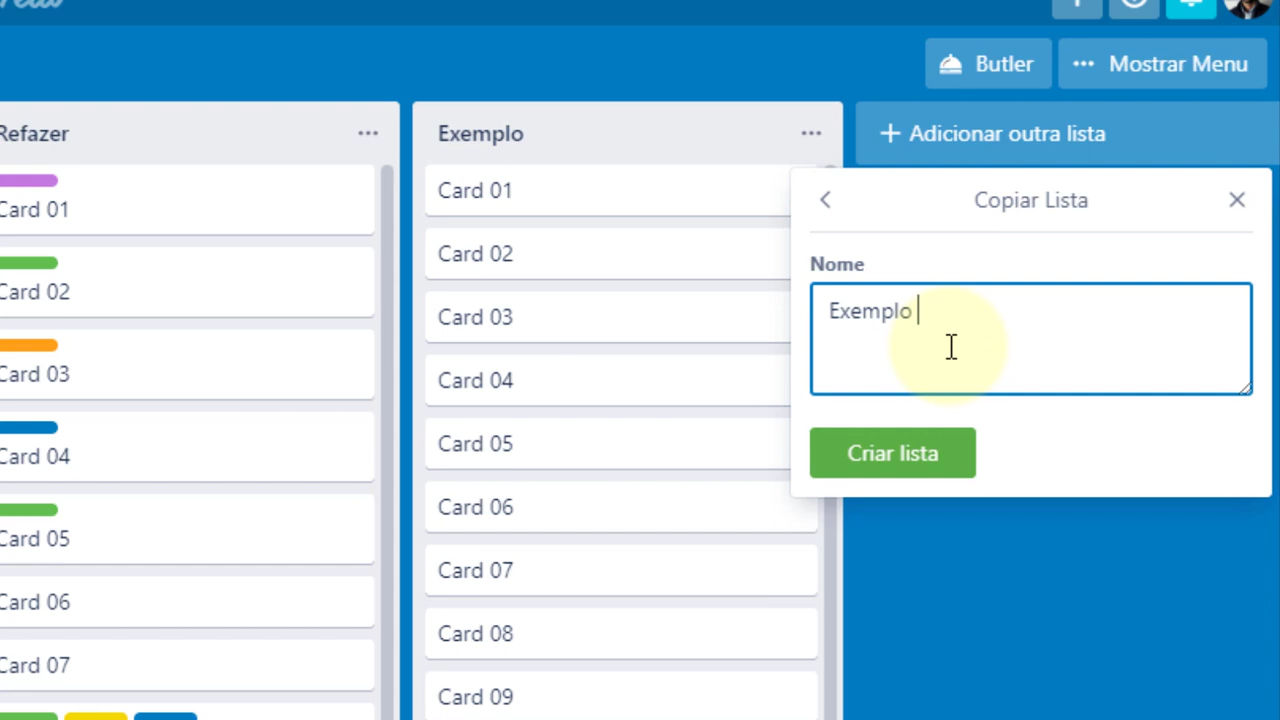 Butler
Mostrar Menu
Refazer
Card 01
Card 02
Card 03
Card 04
Card 05
Card 06
Card 07
Exemplo
Card 01
Card 02
Card 03
Card 04
Card 05
Card 06
Card 07
Card 08
Card 09
Adicionar outra lista
Copiar Lista
Nome
Exemplo
Criar lista